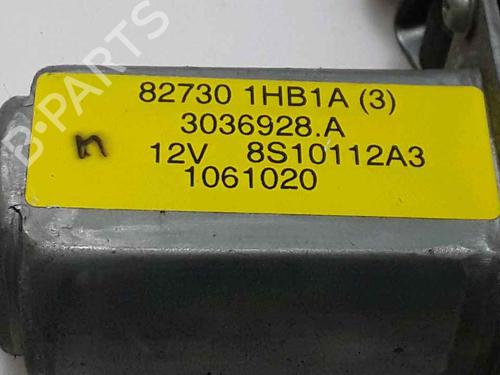 82730 1HB1A (3)
3036928.A
12V 8S10112A3
1061020
B-PARTS